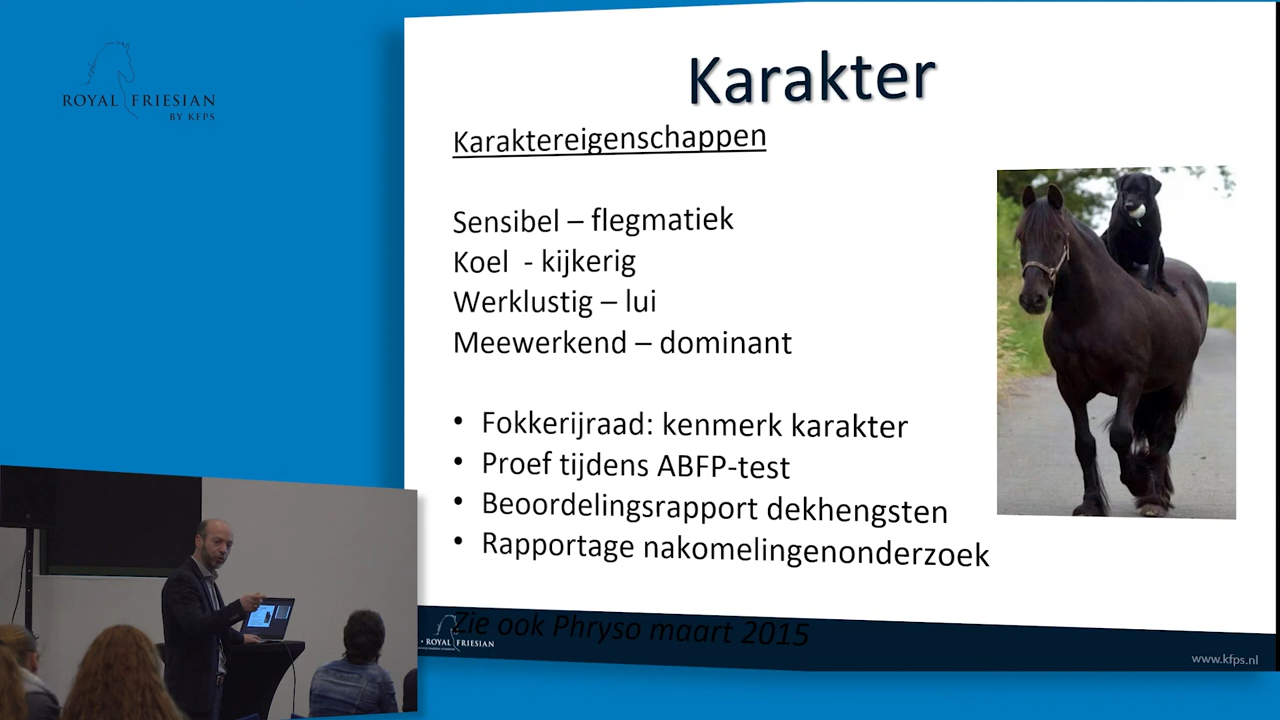 ROYAL FRIESIAN
BY KFPS
Karakter
Karaktereigenschappen
Sensibel – flegmatiek
Koel - kijkerig
Werklustig – lui
Meewerkend – dominant
• Fokkerijraad: kenmerk karakter
• Proef tijdens ABFP-test
• Beoordelingsrapport dekhengsten
• Rapportage nakomelingenonderzoek
Zie ook Phryso maart 2015
ROYAL FRIESIAN
www.kfps.nl